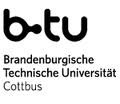 b-tu
Brandenburgische
Technische Universität
Cottbus